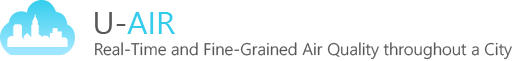 U-AIR
Real-Time and Fine-Grained Air Quality throughout a City